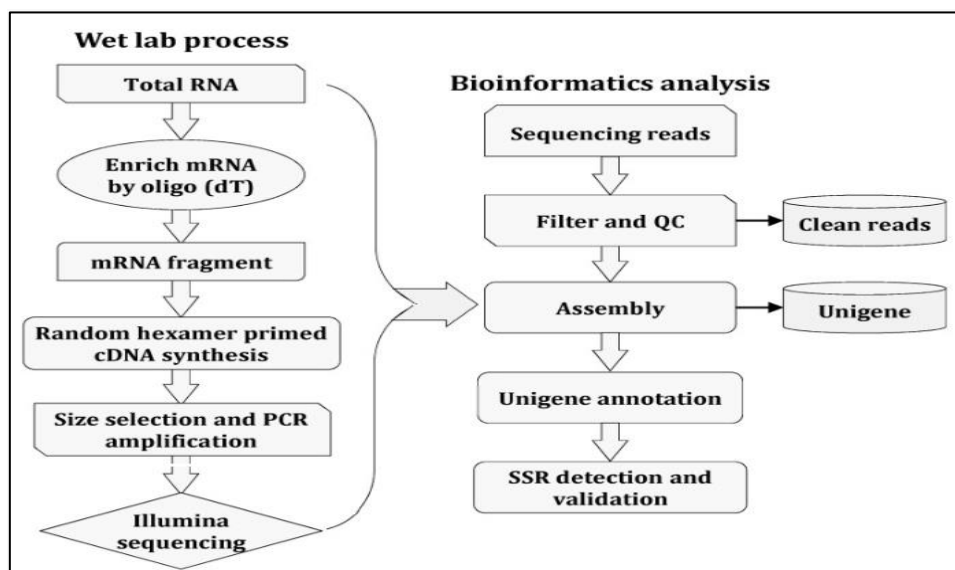 Wet lab process
Total RNA
Enrich mRNA
by oligo (dT)
mRNA fragment
Random hexamer primed
cDNA synthesis
Size selection and PCR
amplification
Illumina
sequencing
Bioinformatics analysis
Sequencing reads
Filter and QC
Clean reads
Assembly
Unigene
Unigene annotation
SSR detection and
validation